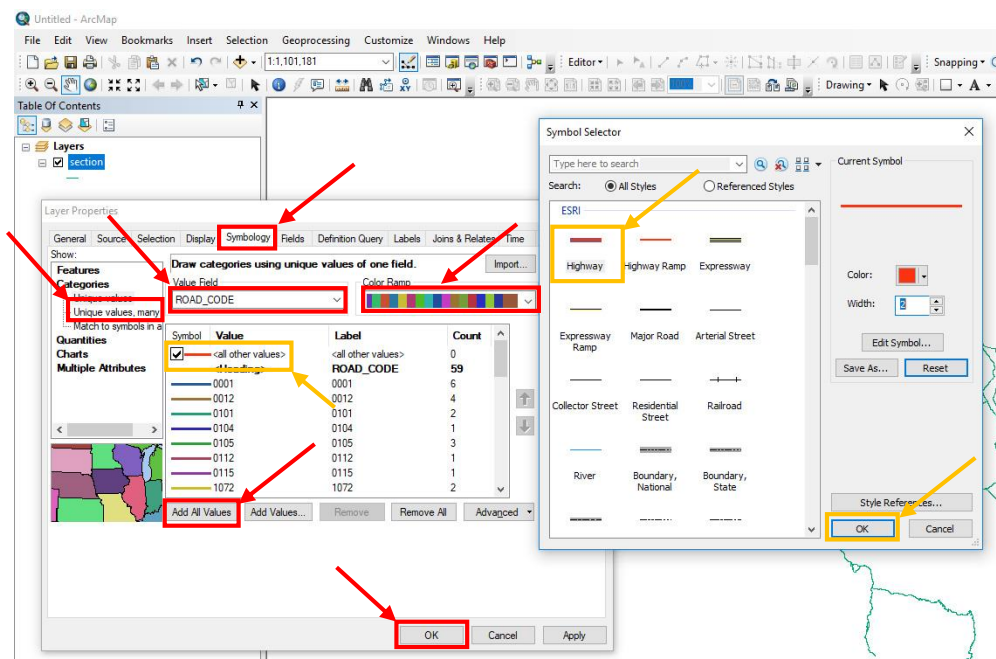 Untitled - ArcMap
File Edit View Bookmarks Insert Selection Geoprocessing Customize Windows Help
1:1,101,181
Editor
Snapping
Drawing
A
Table Of Contents
Layers
section
Layer Properties
General Source Selection Display Symbology Fields Definition Query Labels Joins & Relates Time
Show:
Features
Categories
Unique values
Unique values, many
Match to symbols in a
Quantities
Charts
Multiple Attributes
Draw categories using unique values of one field.
Import...
Value Field
Color Ramp
ROAD_CODE
Symbol Value Label Count
<all other values> <all other values> 0
<Heading> ROAD_CODE 59
0001 0001 6
0012 0012 4
0101 0101 2
0104 0104 1
0105 0105 3
0112 0112 1
0115 0115 1
1072 1072 2
Add All Values Add Values... Remove Remove All Advanced
OK Cancel Apply
Symbol Selector
Type here to search
Search: All Styles Referenced Styles
ESRI
Highway Highway Ramp Expressway
Expressway Ramp Major Road Arterial Street
Collector Street Residential Street Railroad
River Boundary, National Boundary, State
Current Symbol
Color:
Width: 2
Edit Symbol...
Save As... Reset
Style References...
OK Cancel